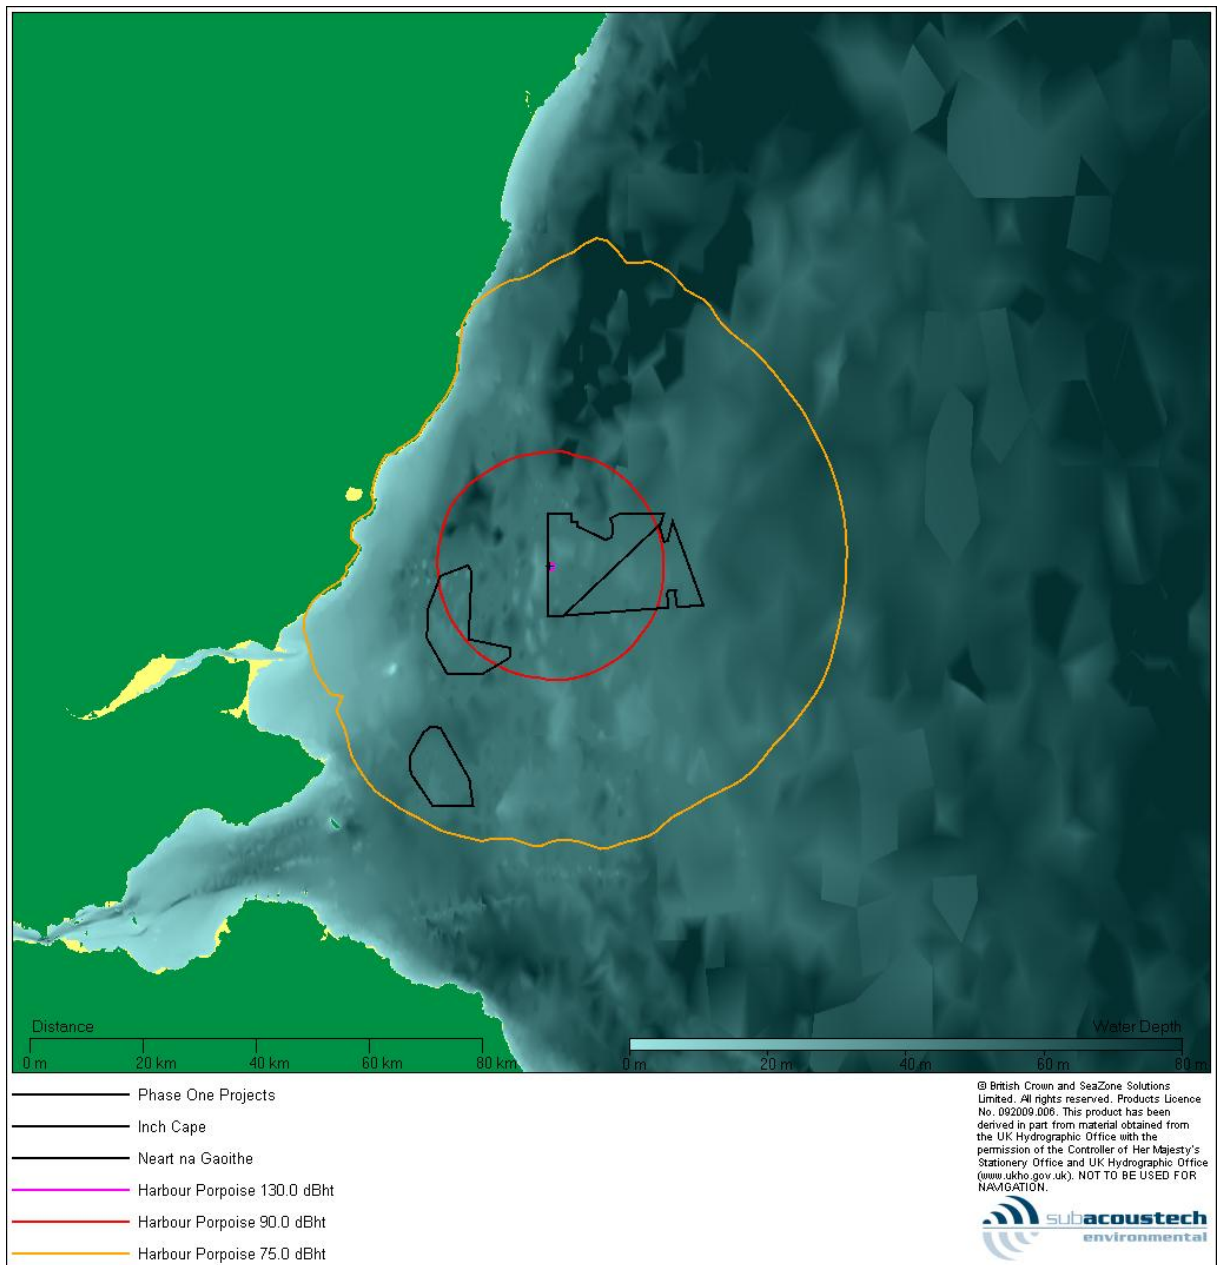 Distance
0 m 20 km 40 km 60 km 80 km
Water Depth
0 m 20 m 40 m 60 m 80 m
Phase One Projects
Inch Cape
Neart na Gaoithe
Harbour Porpoise 130.0 dBht
Harbour Porpoise 90.0 dBht
Harbour Porpoise 75.0 dBht
© British Crown and SeaZone Solutions
Limited. All rights reserved. Products Licence
No. 092009.006. This product has been
derived in part from material obtained from
the UK Hydrographic Office with the
permission of the Controller of Her Majesty's
Stationery Office and UK Hydrographic Office
(www.ukho.gov.uk). NOT TO BE USED FOR
NAVIGATION.
subacoustech
environmental